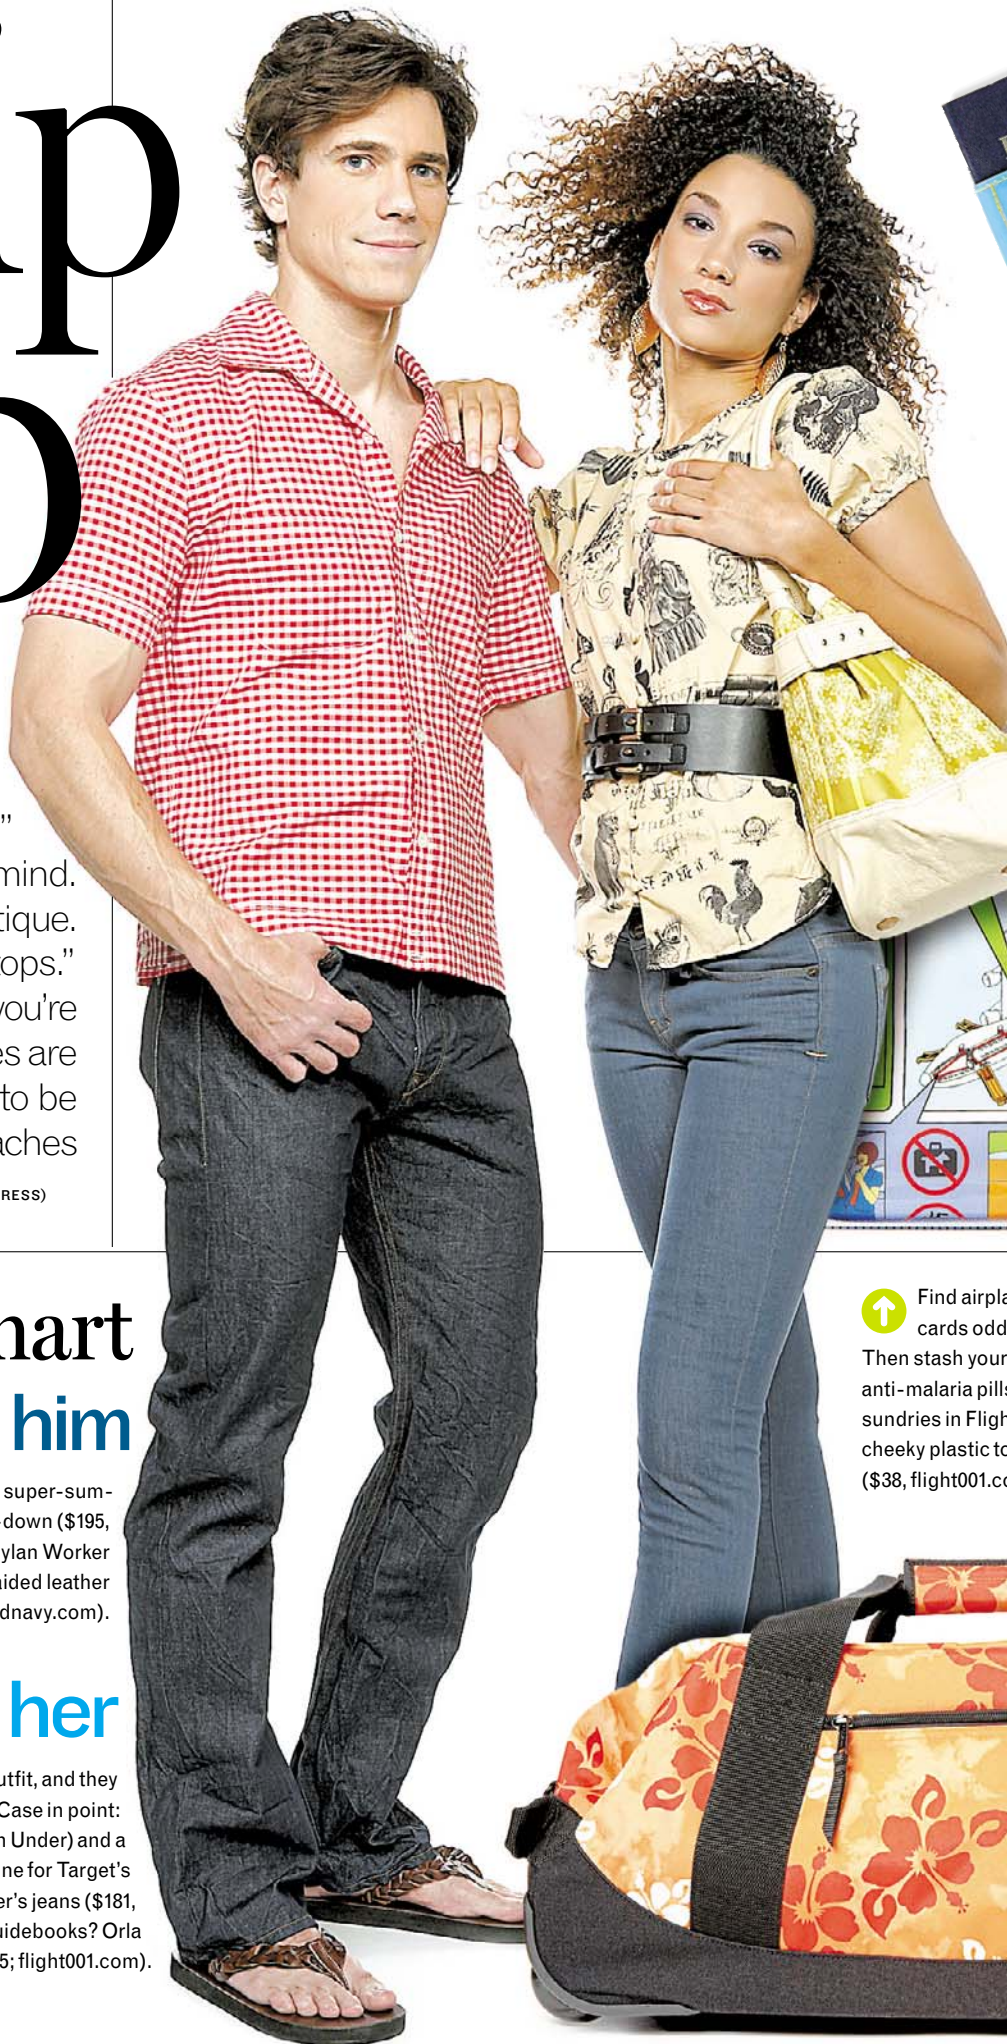 p
”
mind.
tique.
tops.”
you’re
es are
to be
aches
RESS)
mart
him
super-sum-
-down ($195,
ylan Worker
aided leather
dnavy.com).
her
utfit, and they
Case in point:
n Under) and a
ne for Target’s
er’s jeans ($181,
uidebooks? Orla
5; flight001.com).
Find airpla
cards odd
Then stash your
anti-malaria pills
sundries in Fligh
cheeky plastic to
($38, flight001.co